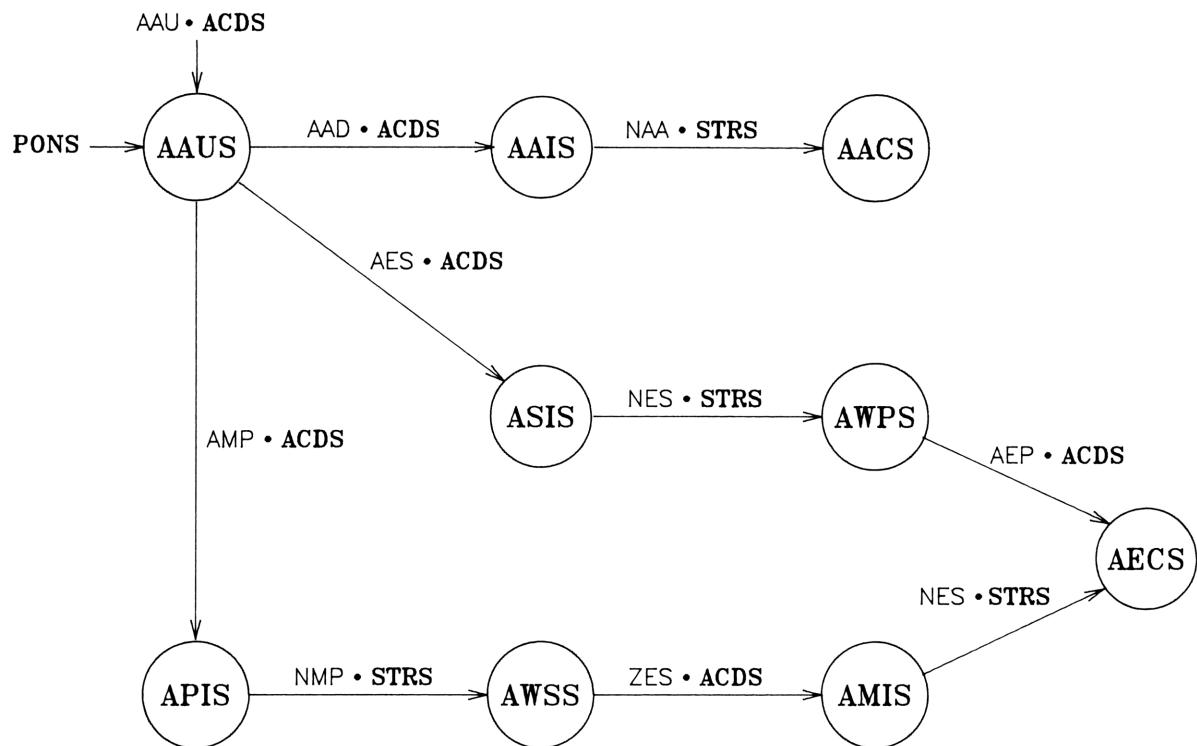 AAU • ACDS
PONS
AAUS
AAD • ACDS
AAIS
NAA • STRS
AACS
AES • ACDS
ASIS
NES • STRS
AWPS
AMP • ACDS
AEP • ACDS
AECS
NES • STRS
APIS
NMP • STRS
AWSS
ZES • ACDS
AMIS